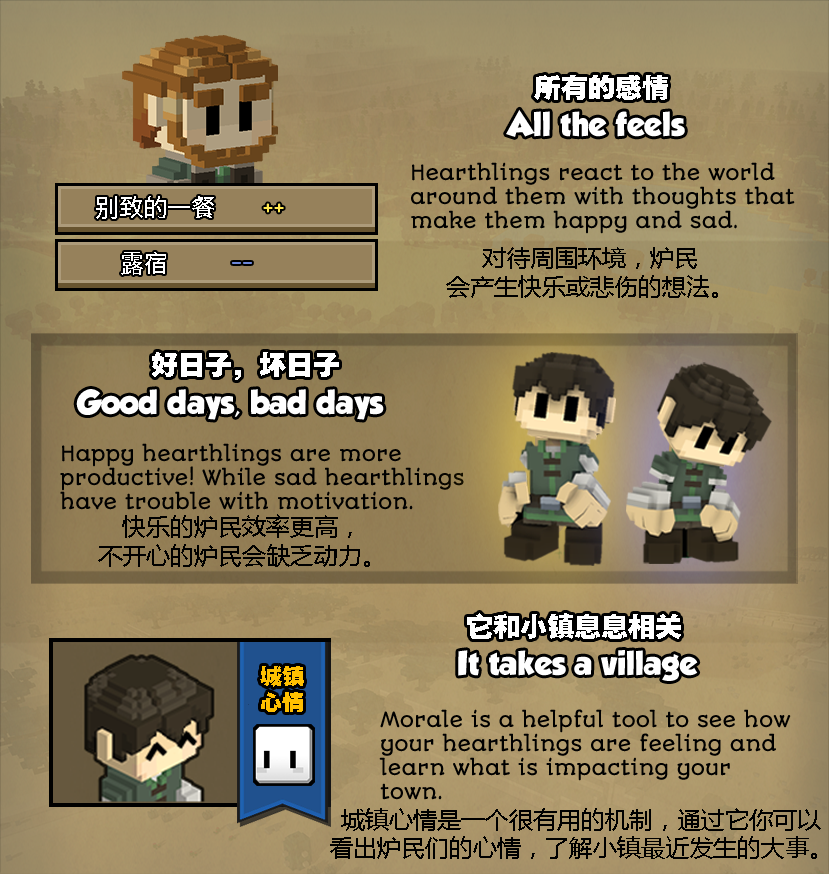 所有的感情
All the feels
别致的一餐 ++
露宿 --
Hearthlings react to the world
around them with thoughts that
make them happy and sad.
对待周围环境，炉民
会产生快乐或悲伤的想法。
好日子，坏日子
Good days, bad days
Happy hearthlings are more
productive! While sad hearthlings
have trouble with motivation.
快乐的炉民效率更高，
不开心的炉民会缺乏动力。
它和小镇息息相关
It takes a village
城镇
心情
Morale is a helpful tool to see how
your hearthlings are feeling and
learn what is impacting your
town.
城镇心情是一个很有用的机制，通过它你可以
看出炉民们的心情，了解小镇最近发生的大事。